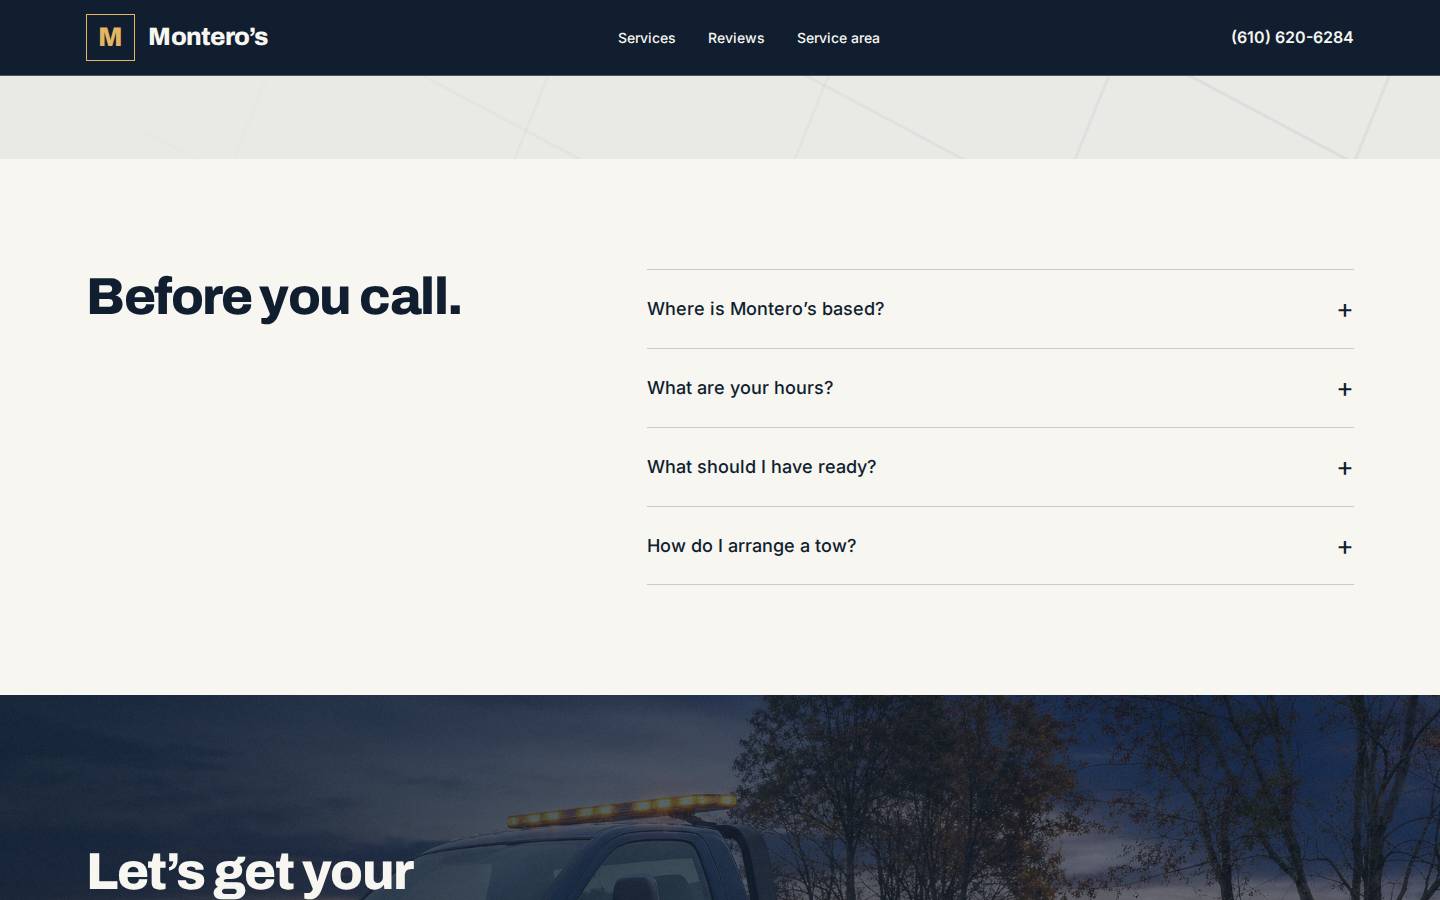 M
Montero’s
Services
Reviews
Service area
(610) 620-6284
Before you call.
Where is Montero’s based?
+
What are your hours?
+
What should I have ready?
+
How do I arrange a tow?
+
Let’s get your